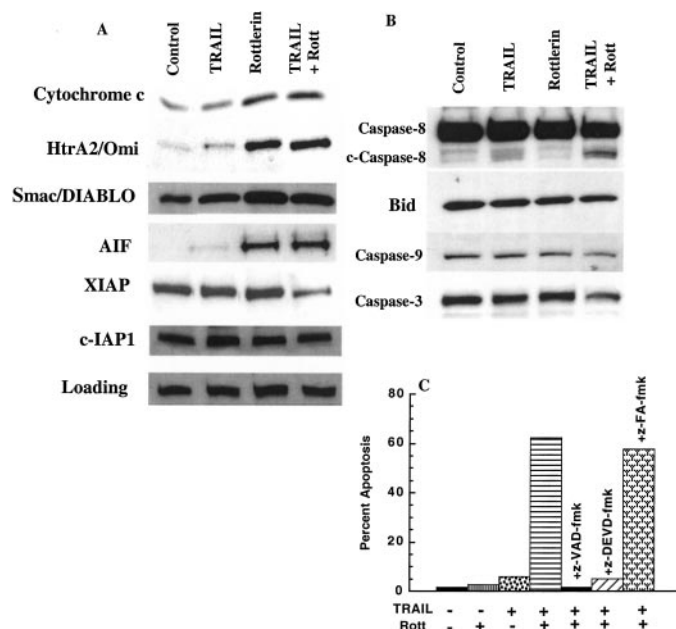 A
Control
TRAIL
Rottlerin
TRAIL
+ Rott
Cytochrome c
HtrA2/Omi
Smac/DIABLO
AIF
XIAP
c-IAP1
Loading
B
Control
TRAIL
Rottlerin
TRAIL
+ Rott
Caspase-8
c-Caspase-8
Bid
Caspase-9
Caspase-3
C
80
60
40
20
0
Percent Apoptosis
+z-VAD-fmk
+z-DEVD-fmk
+z-FA-fmk
TRAIL - - + + + + +
Rott - + - + + + +